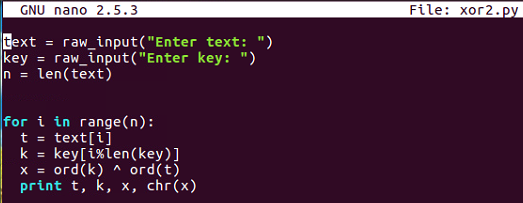 GNU nano 2.5.3 File: xor2.py
text = raw_input("Enter text: ")
key = raw_input("Enter key: ")
n = len(text)
for i in range(n):
  t = text[i]
  k = key[i%len(key)]
  x = ord(k) ^ ord(t)
  print t, k, x, chr(x)